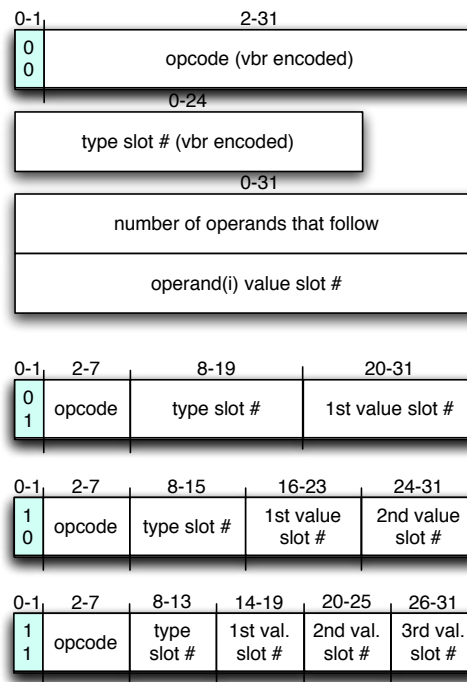 0-1 2-31
0
0
opcode (vbr encoded)
0-24
type slot # (vbr encoded)
0-31
number of operands that follow
operand(i) value slot #
0-1 2-7 8-19 20-31
0
1
opcode type slot # 1st value slot #
0-1 2-7 8-15 16-23 24-31
1
0
opcode type slot # 1st value slot # 2nd value slot #
0-1 2-7 8-13 14-19 20-25 26-31
1
1
opcode type slot # 1st val. slot # 2nd val. slot # 3rd val. slot #